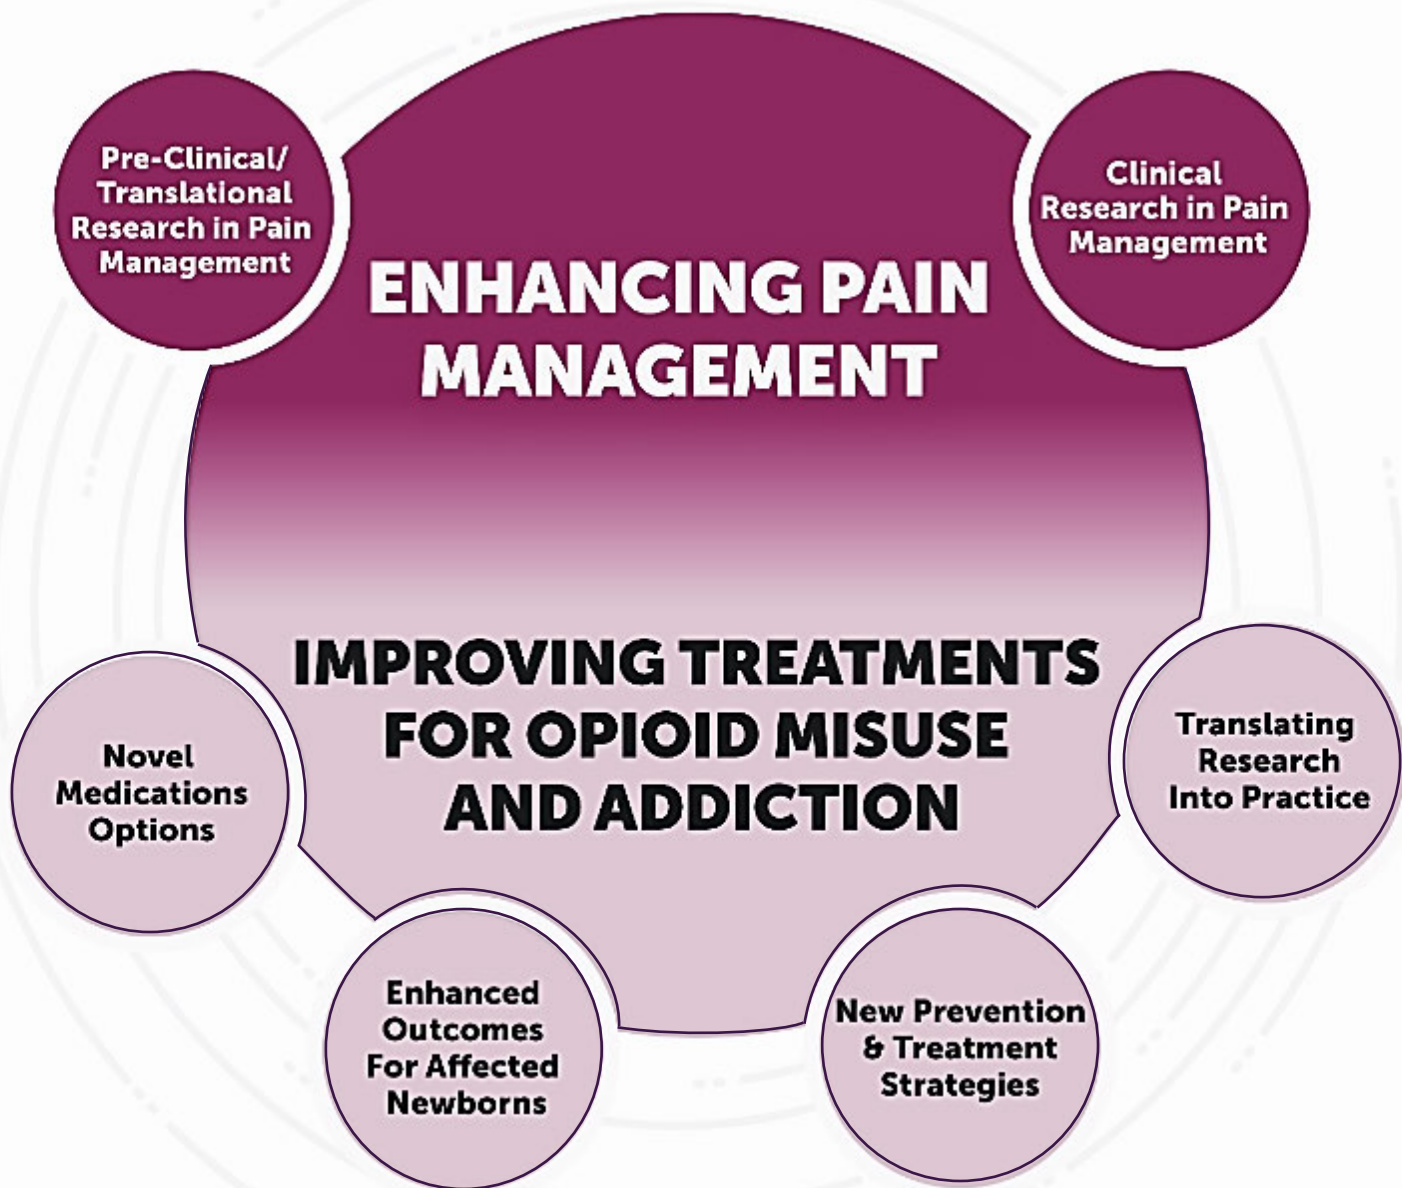 Pre-Clinical/
Translational
Research in Pain
Management
Clinical
Research in Pain
Management
ENHANCING PAIN
MANAGEMENT
IMPROVING TREATMENTS
FOR OPIOID MISUSE
AND ADDICTION
Novel
Medications
Options
Translating
Research
Into Practice
Enhanced
Outcomes
For Affected
Newborns
New Prevention
& Treatment
Strategies